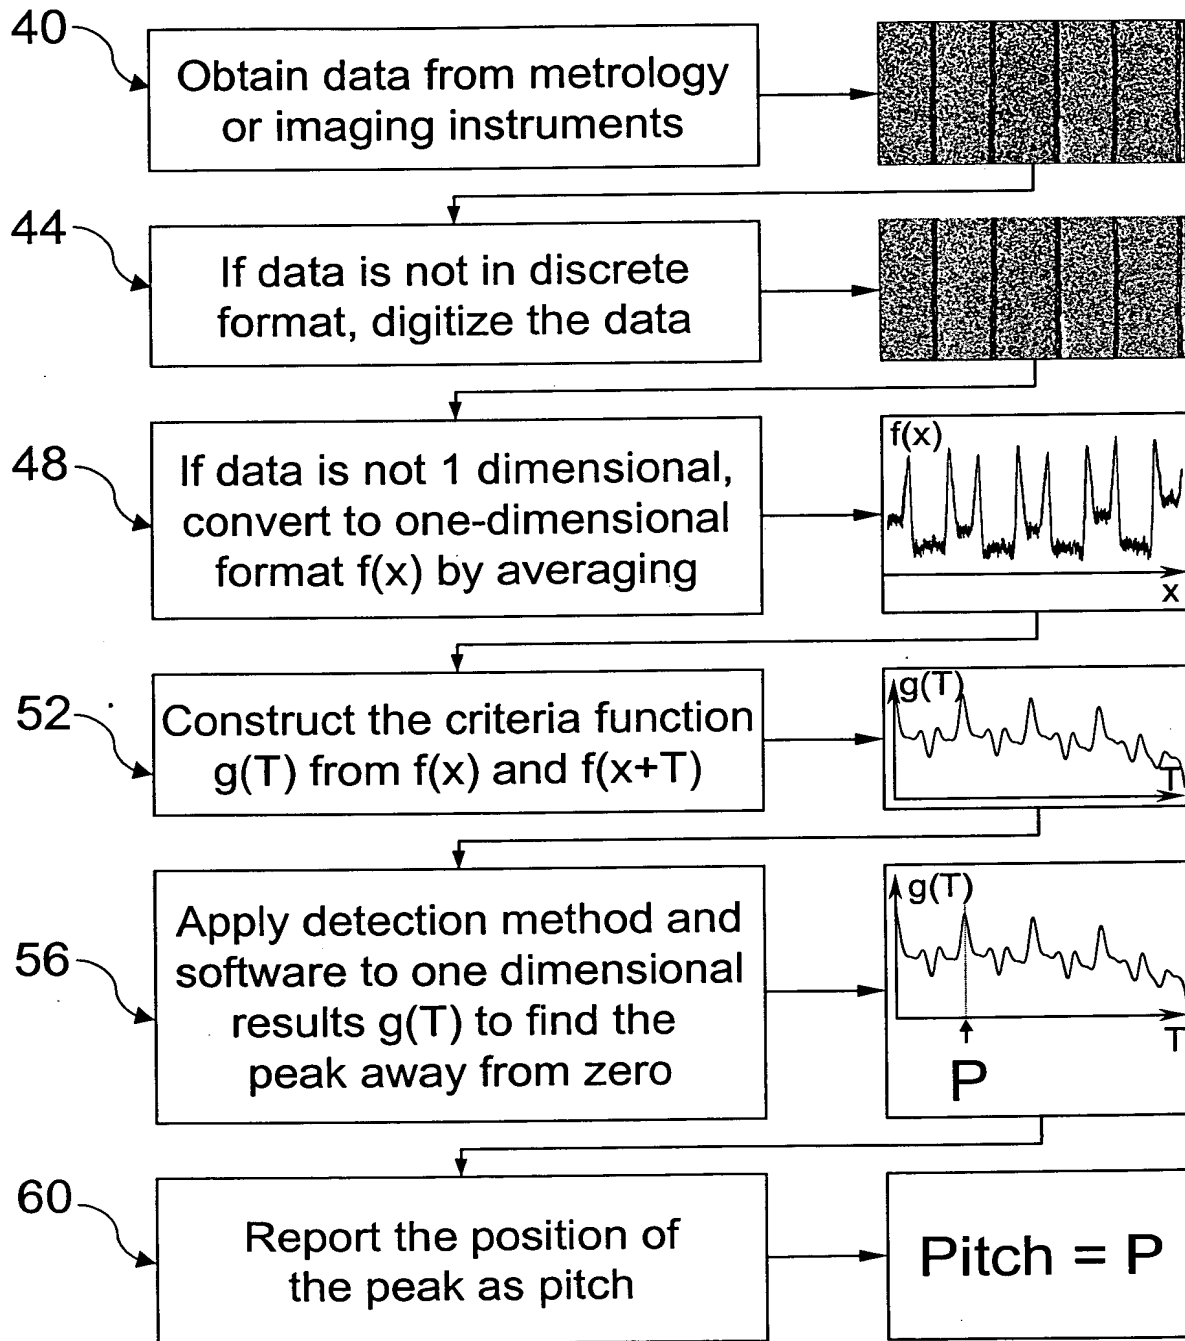 40
Obtain data from metrology
or imaging instruments
44
If data is not in discrete
format, digitize the data
48
If data is not 1 dimensional,
convert to one-dimensional
format f(x) by averaging
f(x)
x
52
Construct the criteria function
g(T) from f(x) and f(x+T)
g(T)
T
56
Apply detection method and
software to one dimensional
results g(T) to find the
peak away from zero
g(T)
T
P
60
Report the position of
the peak as pitch
Pitch = P